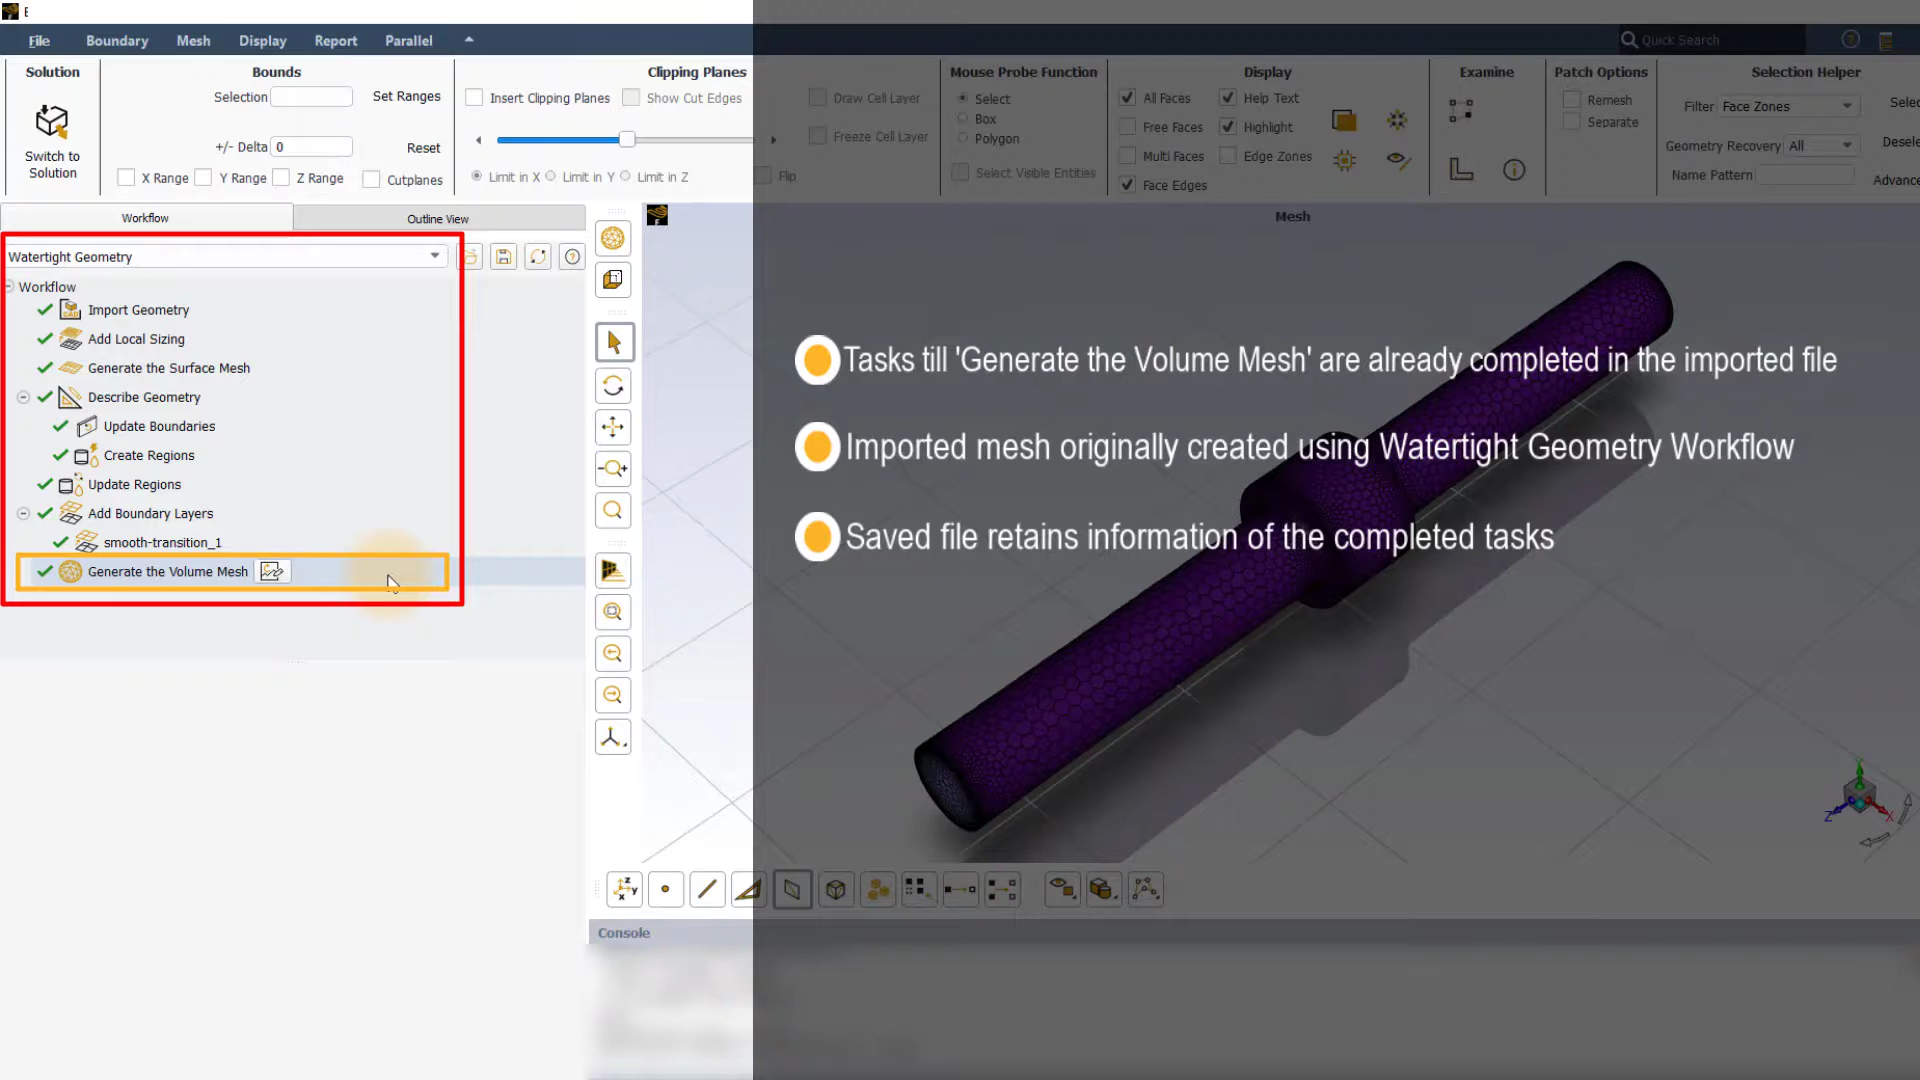 File
Boundary
Mesh
Display
Report
Parallel
Quick Search
Solution
Switch to
Solution
Bounds
Selection
Set Ranges
+/- Delta 0
Reset
X Range
Y Range
Z Range
Cutplanes
Clipping Planes
Insert Clipping Planes
Show Cut Edges
Draw Cell Layer
Freeze Cell Layer
Limit in X
Limit in Y
Limit in Z
Flip
Mouse Probe Function
Select
Box
Polygon
Select Visible Entities
Display
All Faces
Free Faces
Multi Faces
Face Edges
Help Text
Highlight
Edge Zones
Examine
Patch Options
Remesh
Separate
Selection Helper
Filter Face Zones
Geometry Recovery All
Name Pattern
Selec
Desele
Advance
Workflow
Outline View
Watertight Geometry
Workflow
Import Geometry
Add Local Sizing
Generate the Surface Mesh
Describe Geometry
Update Boundaries
Create Regions
Update Regions
Add Boundary Layers
smooth-transition_1
Generate the Volume Mesh
Mesh
Tasks till 'Generate the Volume Mesh' are already completed in the imported file
Imported mesh originally created using Watertight Geometry Workflow
Saved file retains information of the completed tasks
Y
Z
X
Console